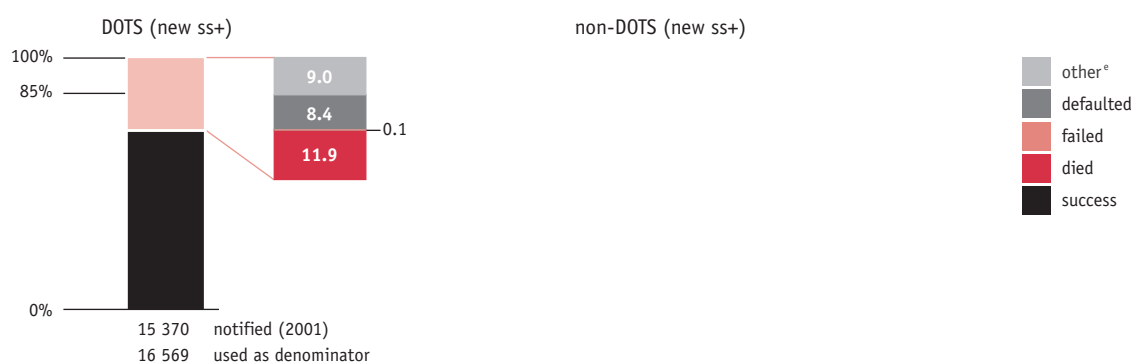 DOTS (new ss+)
non-DOTS (new ss+)
100%
85%
0%
9.0
8.4
0.1
11.9
otherᵉ
defaulted
failed
died
success
15 370 notified (2001)
16 569 used as denominator